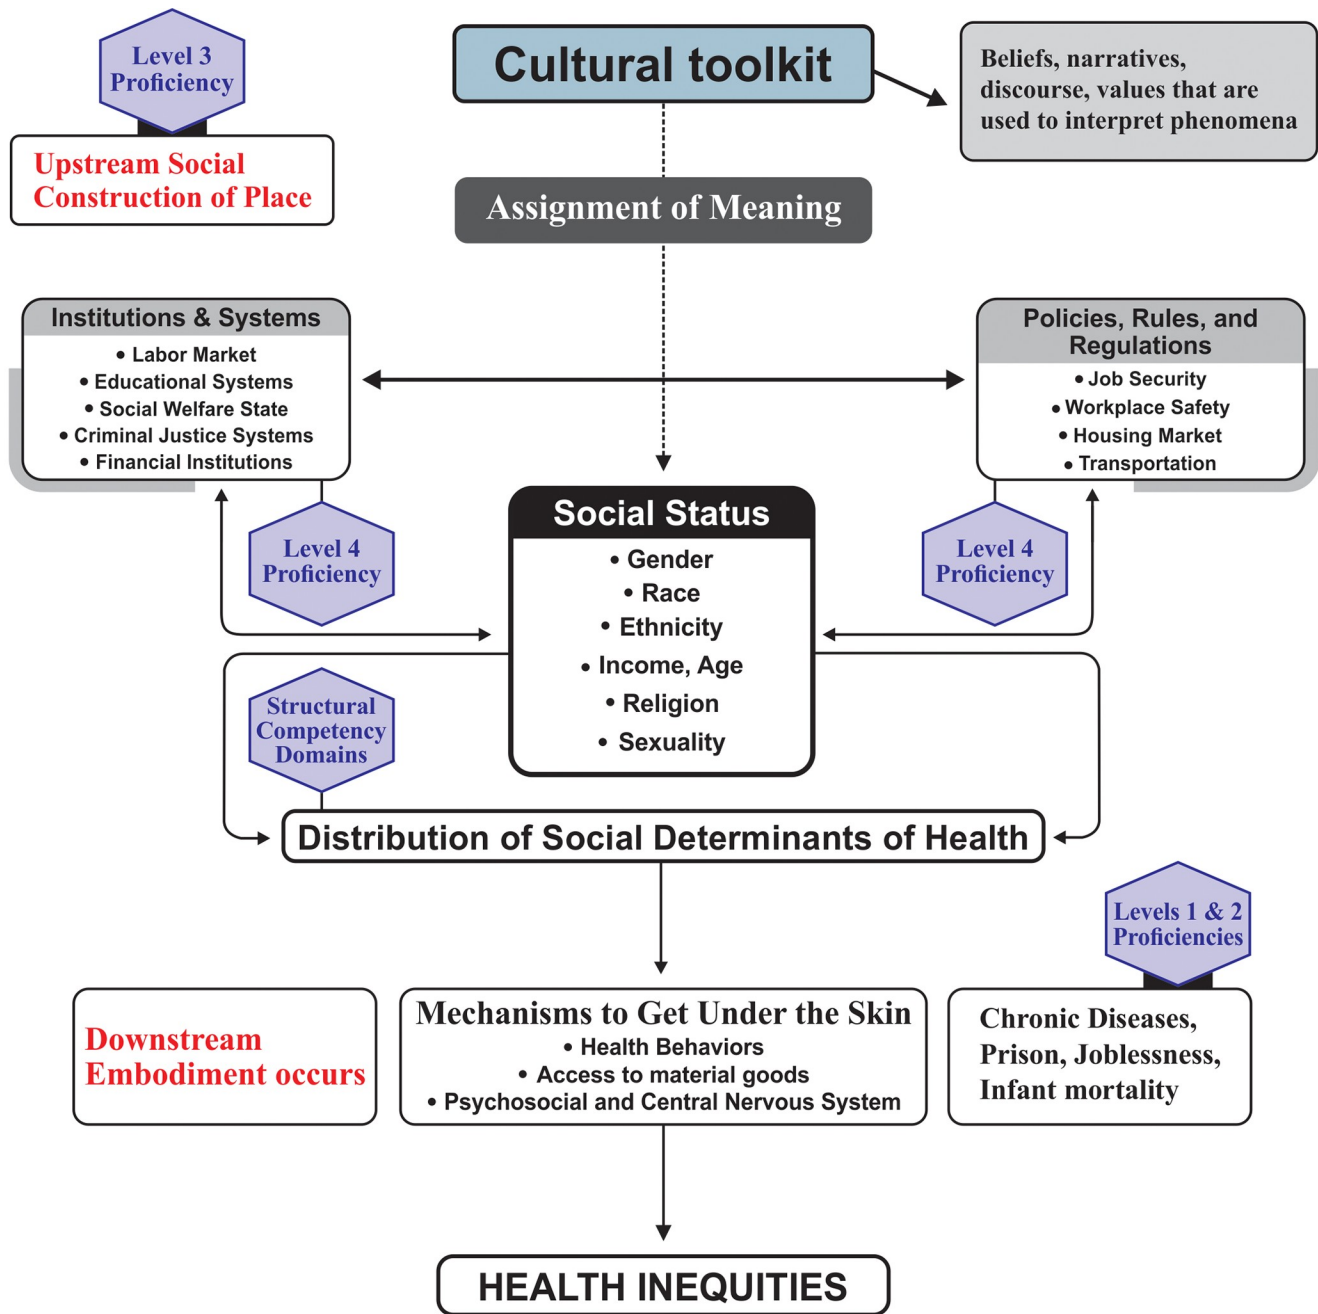 Level 3
Proficiency
Upstream Social
Construction of Place
Cultural toolkit
Beliefs, narratives,
discourse, values that are
used to interpret phenomena
Assignment of Meaning
Institutions & Systems
• Labor Market
• Educational Systems
• Social Welfare State
• Criminal Justice Systems
• Financial Institutions
Policies, Rules, and
Regulations
• Job Security
• Workplace Safety
• Housing Market
• Transportation
Level 4
Proficiency
Social Status
• Gender
• Race
• Ethnicity
• Income, Age
• Religion
• Sexuality
Level 4
Proficiency
Structural
Competency
Domains
Distribution of Social Determinants of Health
Levels 1 & 2
Proficiencies
Downstream
Embodiment occurs
Mechanisms to Get Under the Skin
• Health Behaviors
• Access to material goods
• Psychosocial and Central Nervous System
Chronic Diseases,
Prison, Joblessness,
Infant mortality
HEALTH INEQUITIES